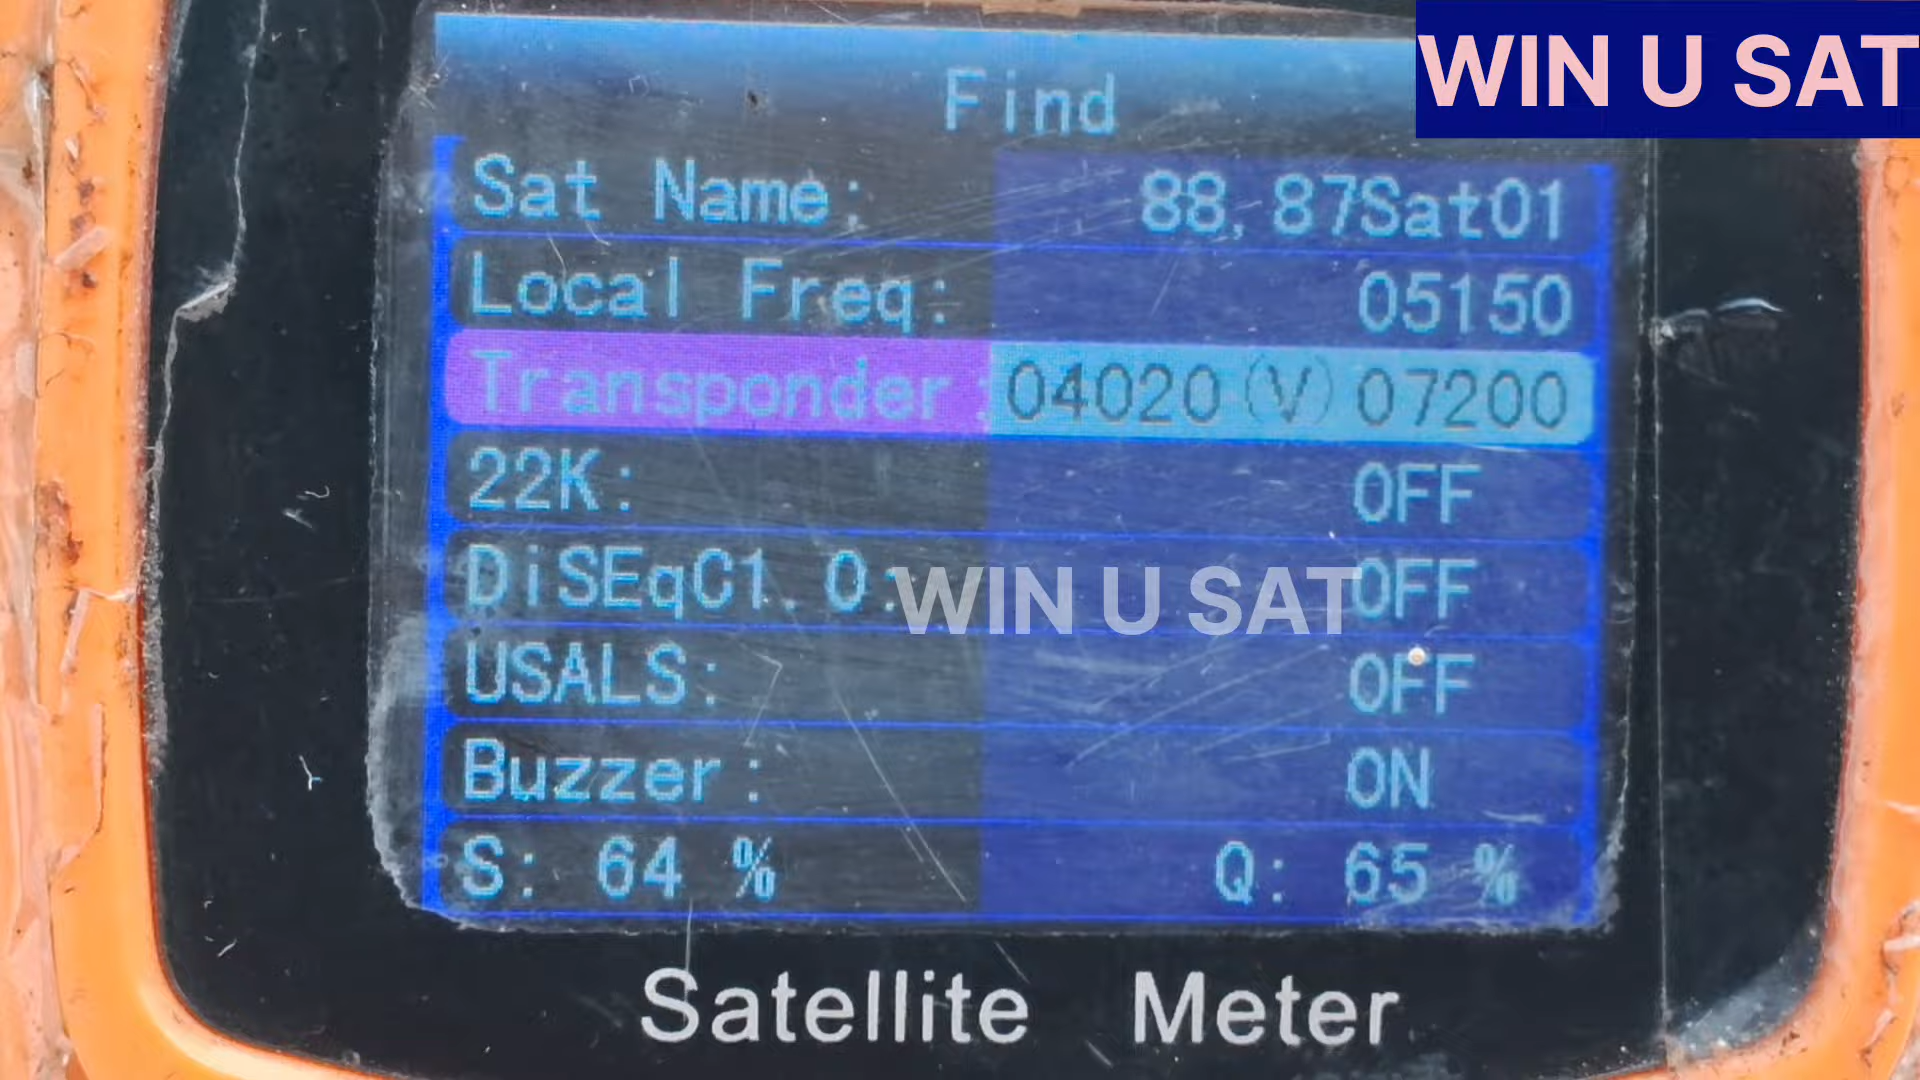 WIN U SAT
Find
Sat Name: 88.87Sat01
Local Freq: 05150
Transponder: 04020(V)07200
22K: OFF
DiSEqC1.0: OFF
WIN U SAT
USALS: OFF
Buzzer: ON
S: 64 % Q: 65 %
Satellite Meter